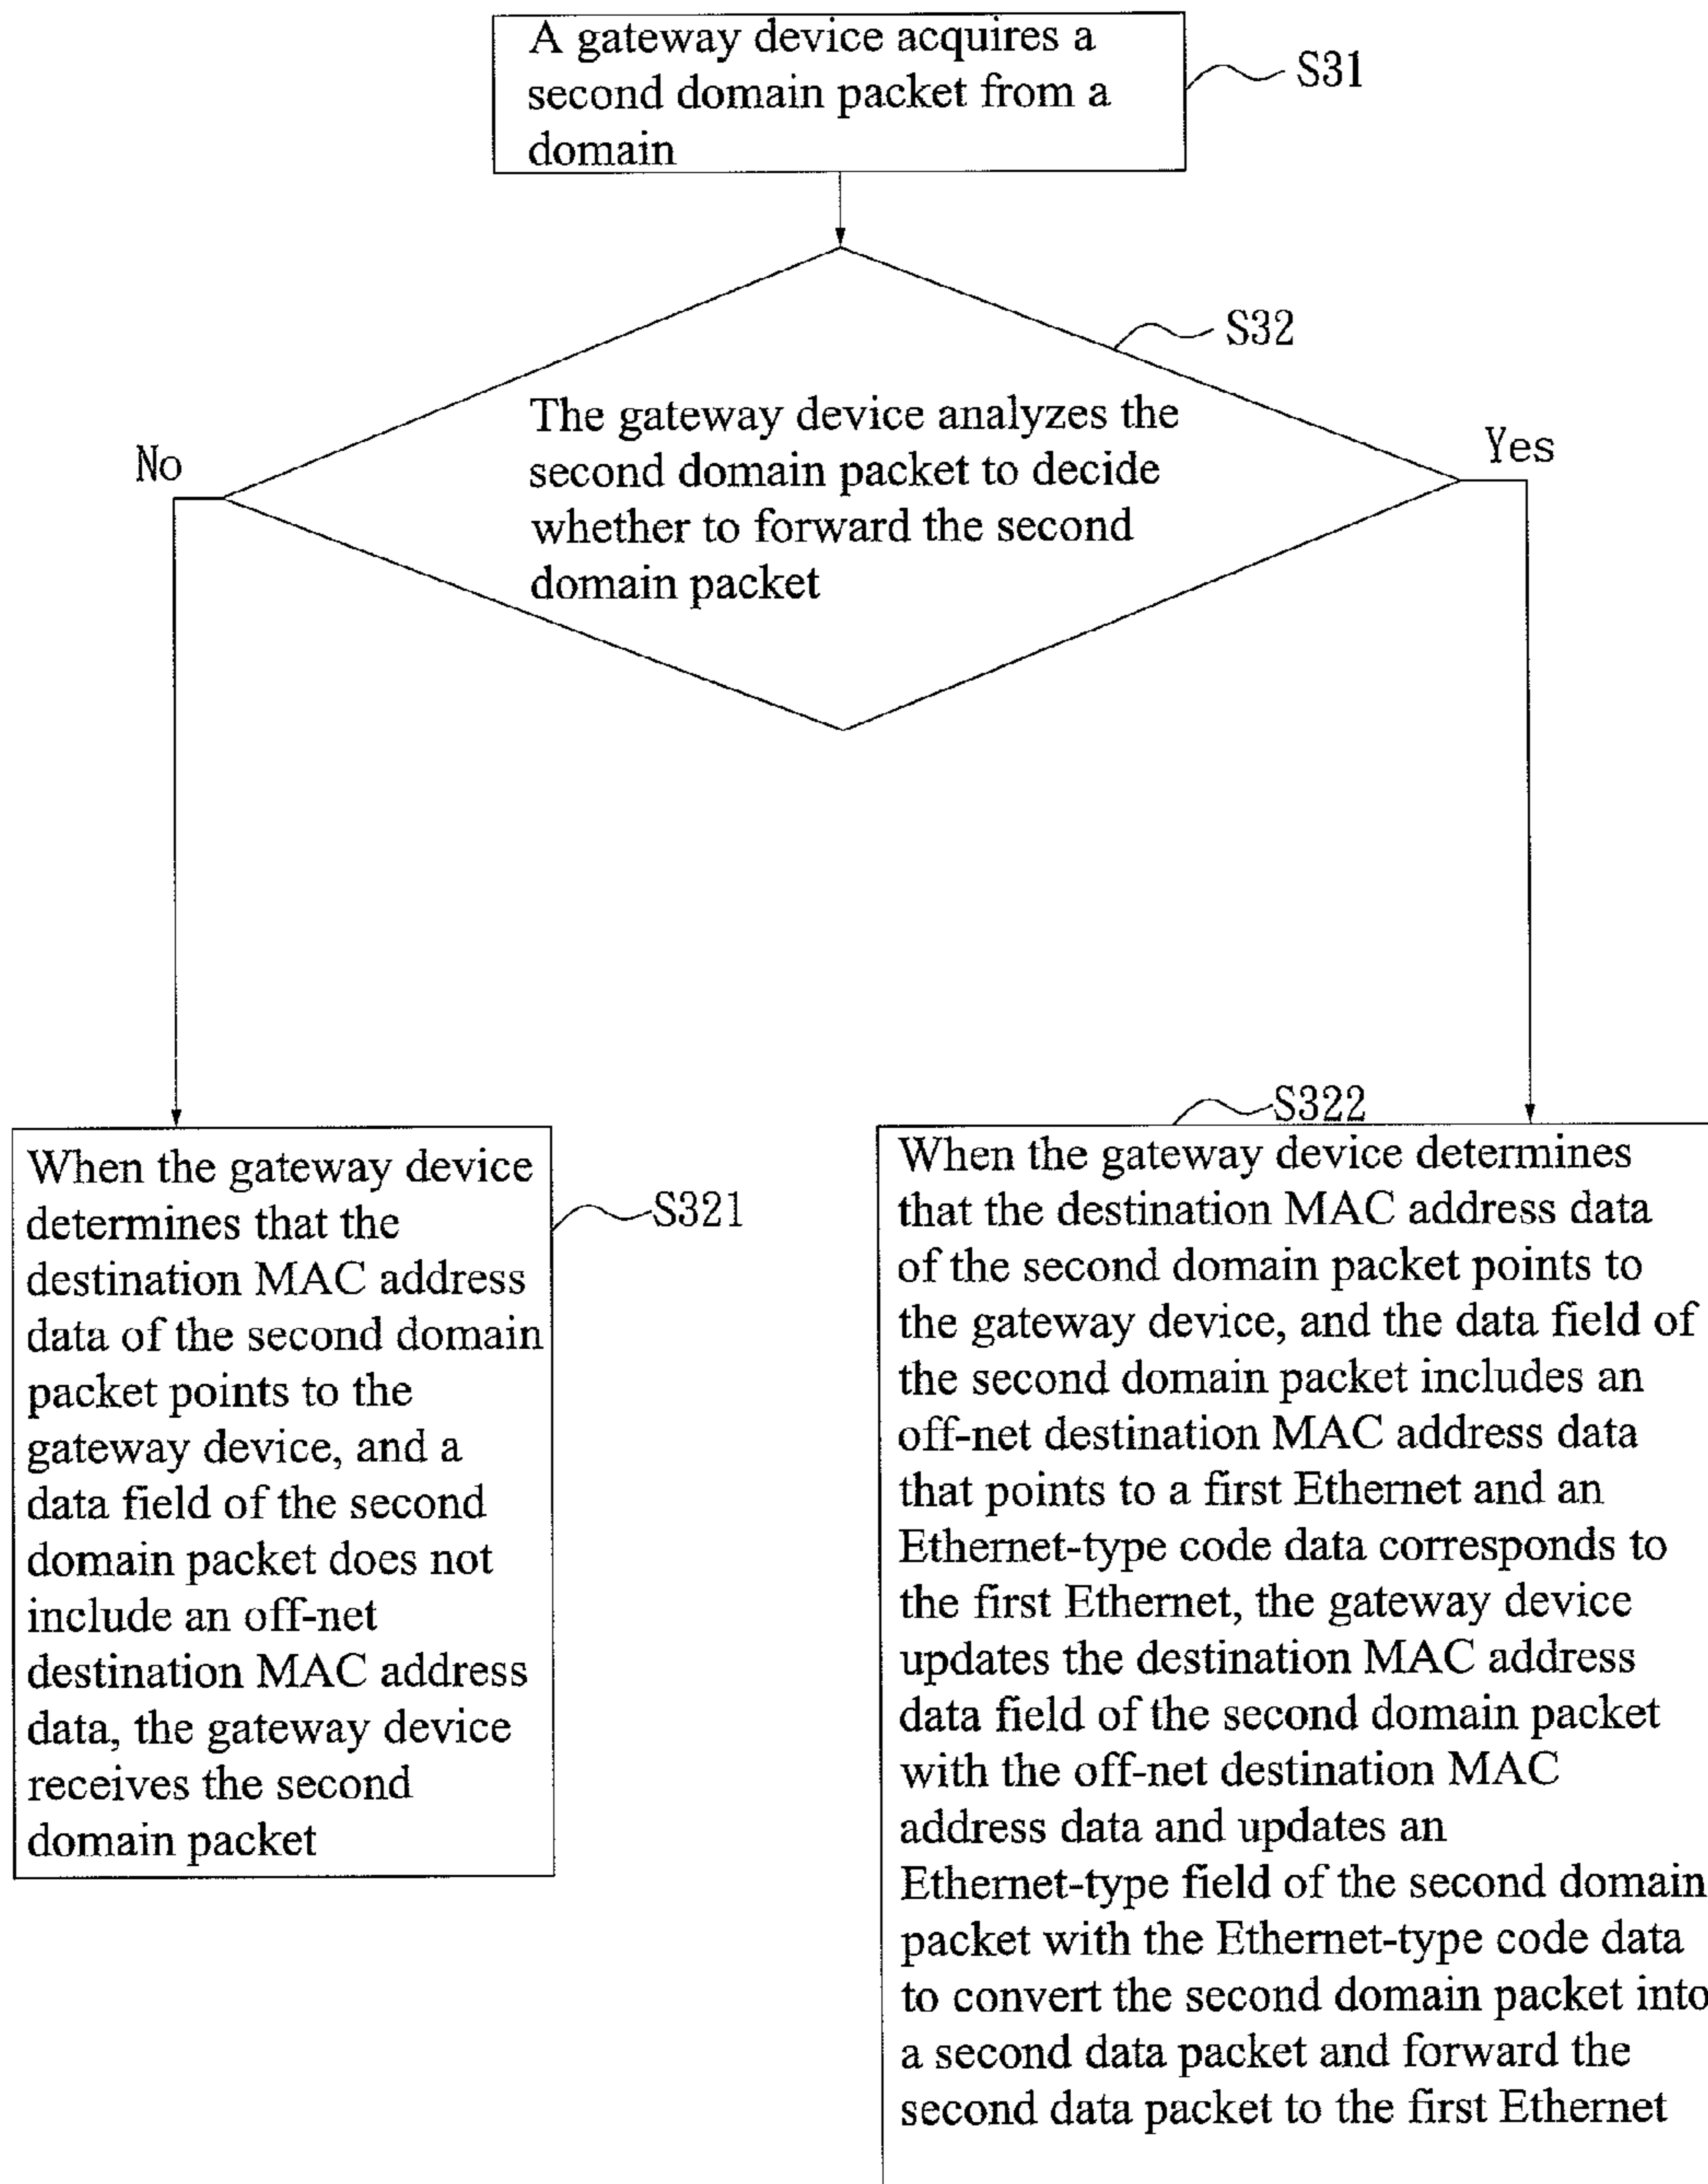 A gateway device acquires a
second domain packet from a
domain
S31
S32
The gateway device analyzes the
second domain packet to decide
whether to forward the second
domain packet
No
Yes
When the gateway device
determines that the
destination MAC address
data of the second domain
packet points to the
gateway device, and a
data field of the second
domain packet does not
include an off-net
destination MAC address
data, the gateway device
receives the second
domain packet
S321
S322
When the gateway device determines
that the destination MAC address data
of the second domain packet points to
the gateway device, and the data field of
the second domain packet includes an
off-net destination MAC address data
that points to a first Ethernet and an
Ethernet-type code data corresponds to
the first Ethernet, the gateway device
updates the destination MAC address
data field of the second domain packet
with the off-net destination MAC
address data and updates an
Ethernet-type field of the second domain
packet with the Ethernet-type code data
to convert the second domain packet into
a second data packet and forward the
second data packet to the first Ethernet